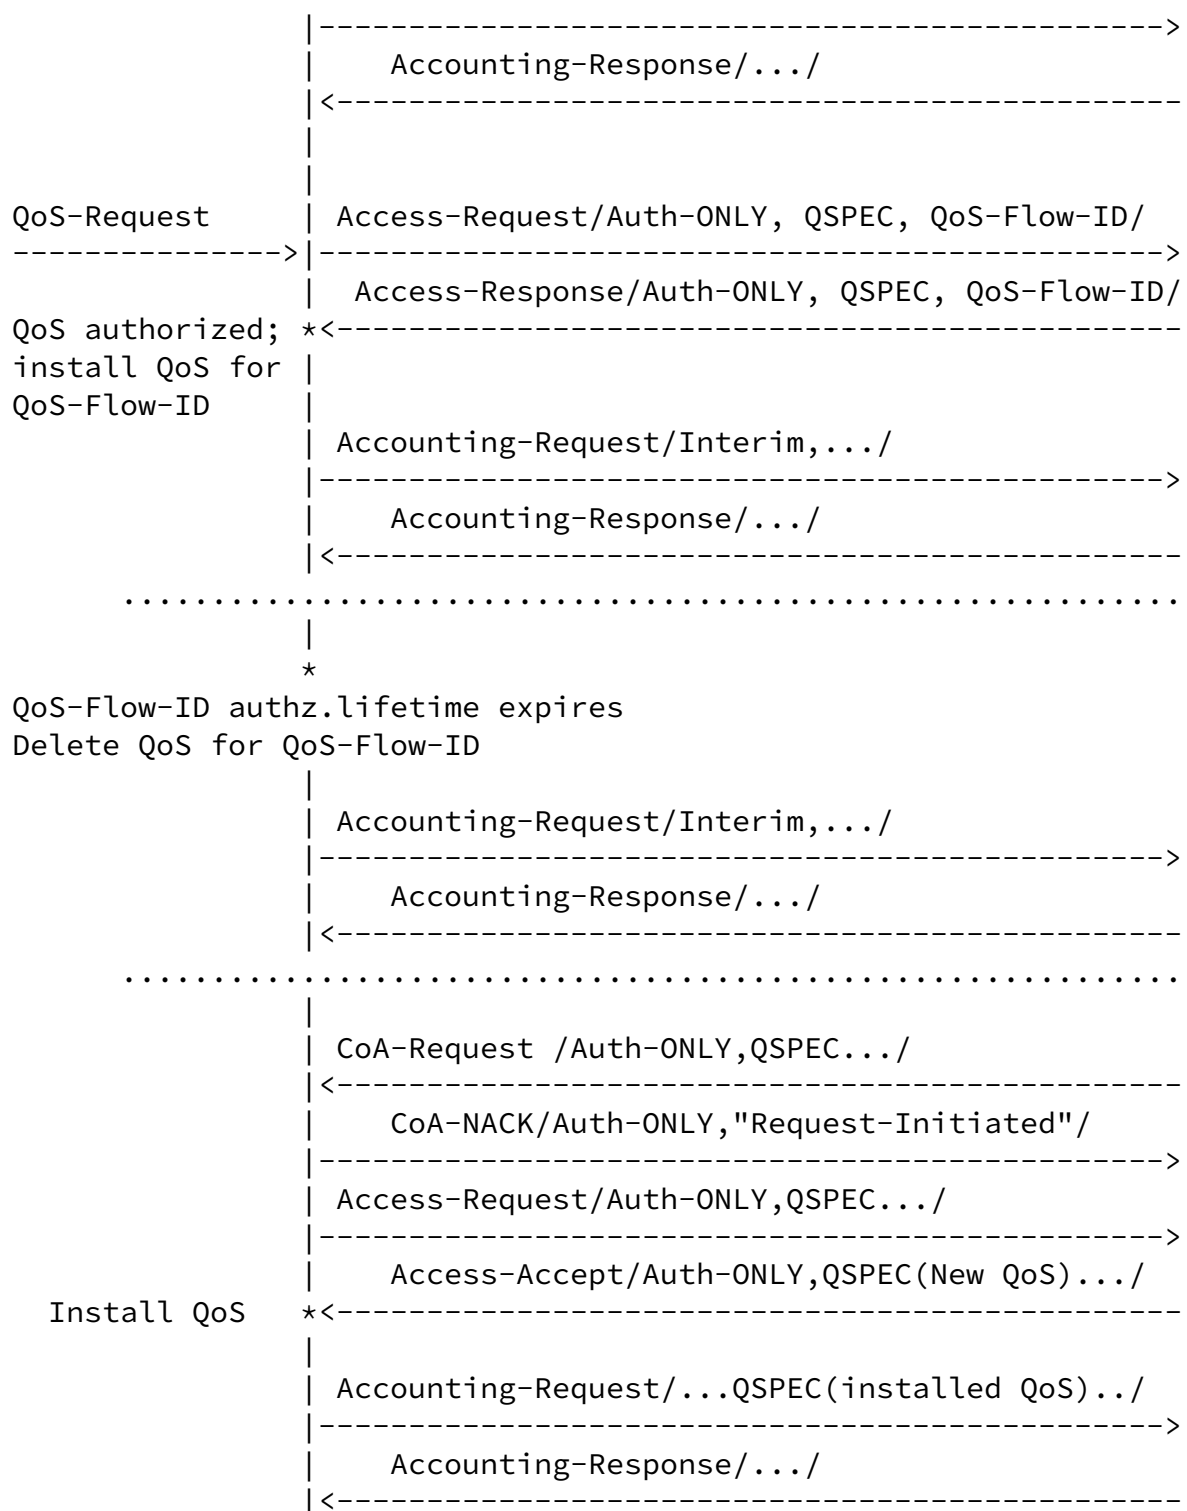 |----------------------------------------------->
|    Accounting-Response/.../
|<-----------------------------------------------
|
|
QoS-Request     | Access-Request/Auth-ONLY, QSPEC, QoS-Flow-ID/
--------------->|----------------------------------------------->
|  Access-Response/Auth-ONLY, QSPEC, QoS-Flow-ID/
QoS authorized; *<-----------------------------------------------
install QoS for |
QoS-Flow-ID     |
| Accounting-Request/Interim,.../
|----------------------------------------------->
|    Accounting-Response/.../
|<-----------------------------------------------
...........................................................
|
*
QoS-Flow-ID authz.lifetime expires
Delete QoS for QoS-Flow-ID
|
| Accounting-Request/Interim,.../
|----------------------------------------------->
|    Accounting-Response/.../
|<-----------------------------------------------
...........................................................
|
| CoA-Request /Auth-ONLY,QSPEC.../
|<-----------------------------------------------
|    CoA-NACK/Auth-ONLY,"Request-Initiated"/
|----------------------------------------------->
| Access-Request/Auth-ONLY,QSPEC.../
|----------------------------------------------->
|    Access-Accept/Auth-ONLY,QSPEC(New QoS).../
Install QoS   *<-----------------------------------------------
|
| Accounting-Request/...QSPEC(installed QoS)../
|----------------------------------------------->
|    Accounting-Response/.../
|<-----------------------------------------------